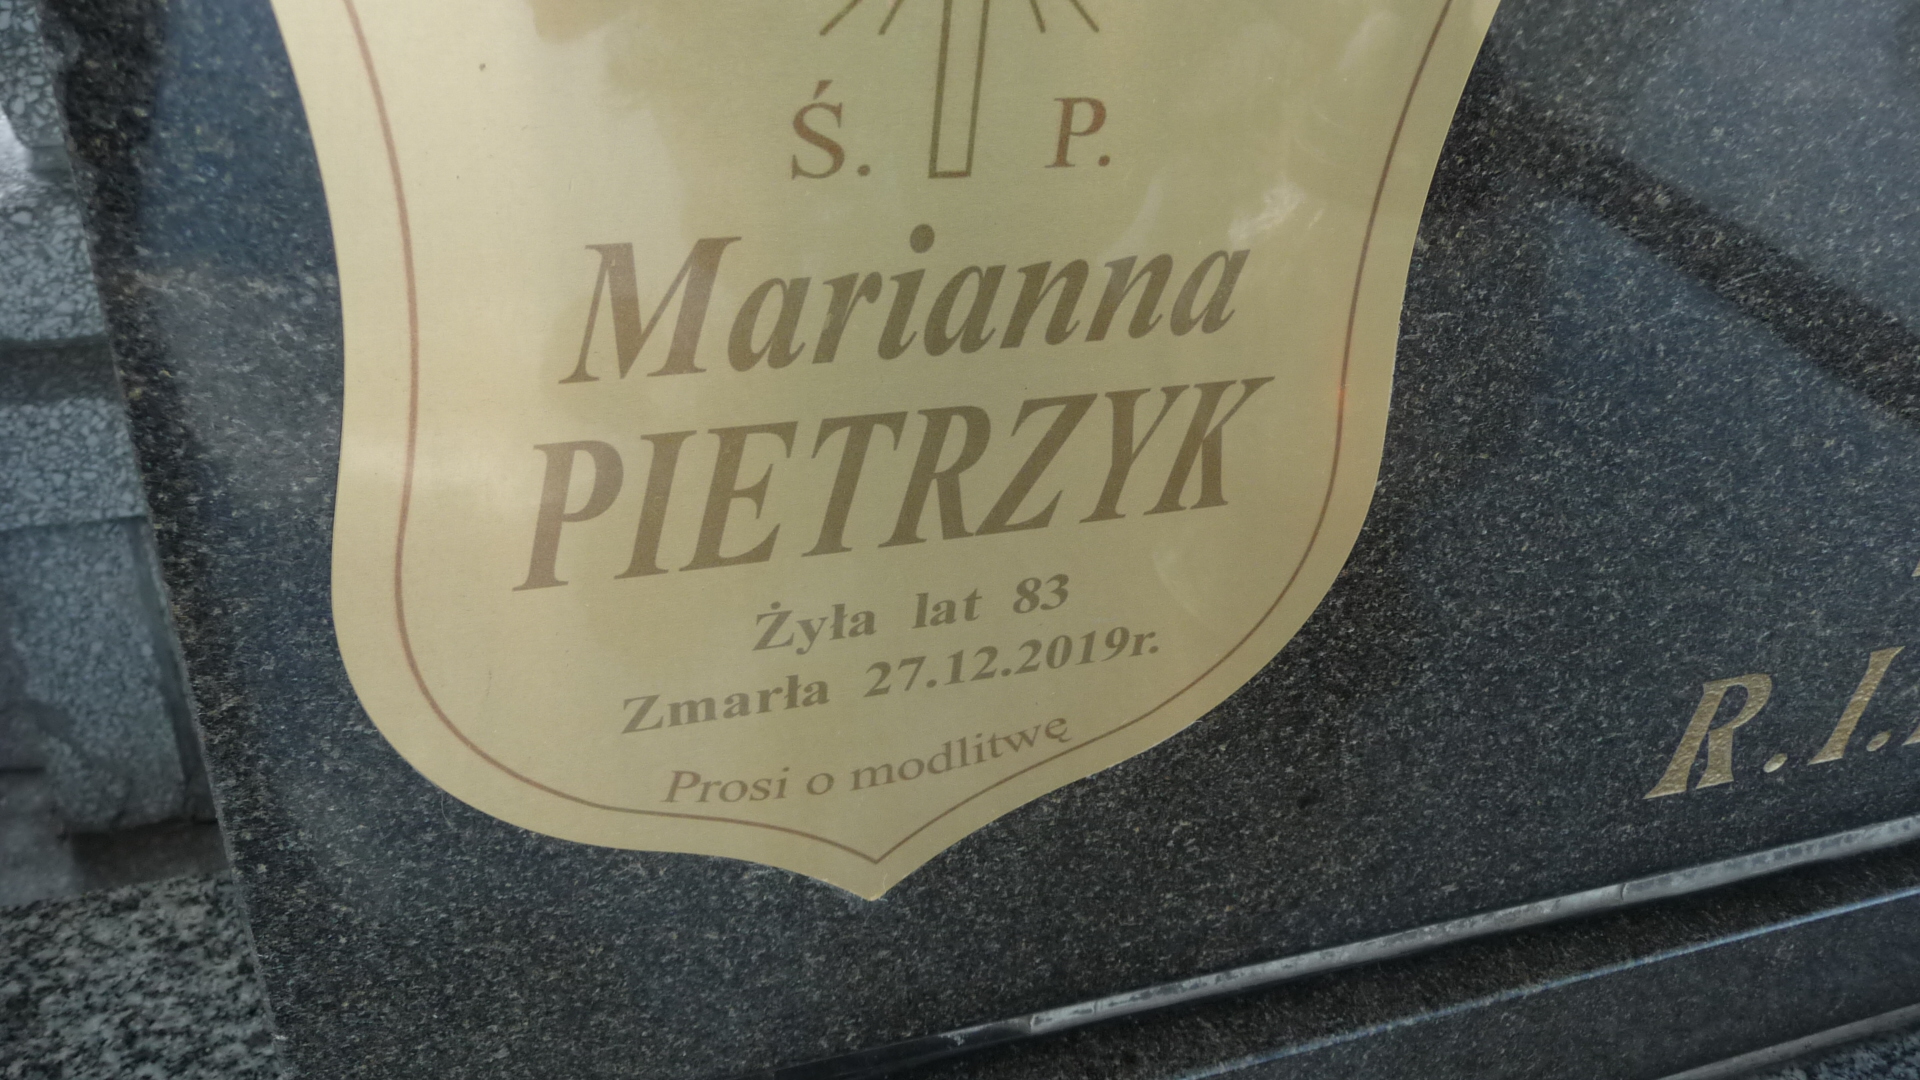 Ś. P.
Marianna
PIETRZYK
Żyła lat 83
Zmarła 27.12.2019r.
Prosi o modlitwę
R.I.